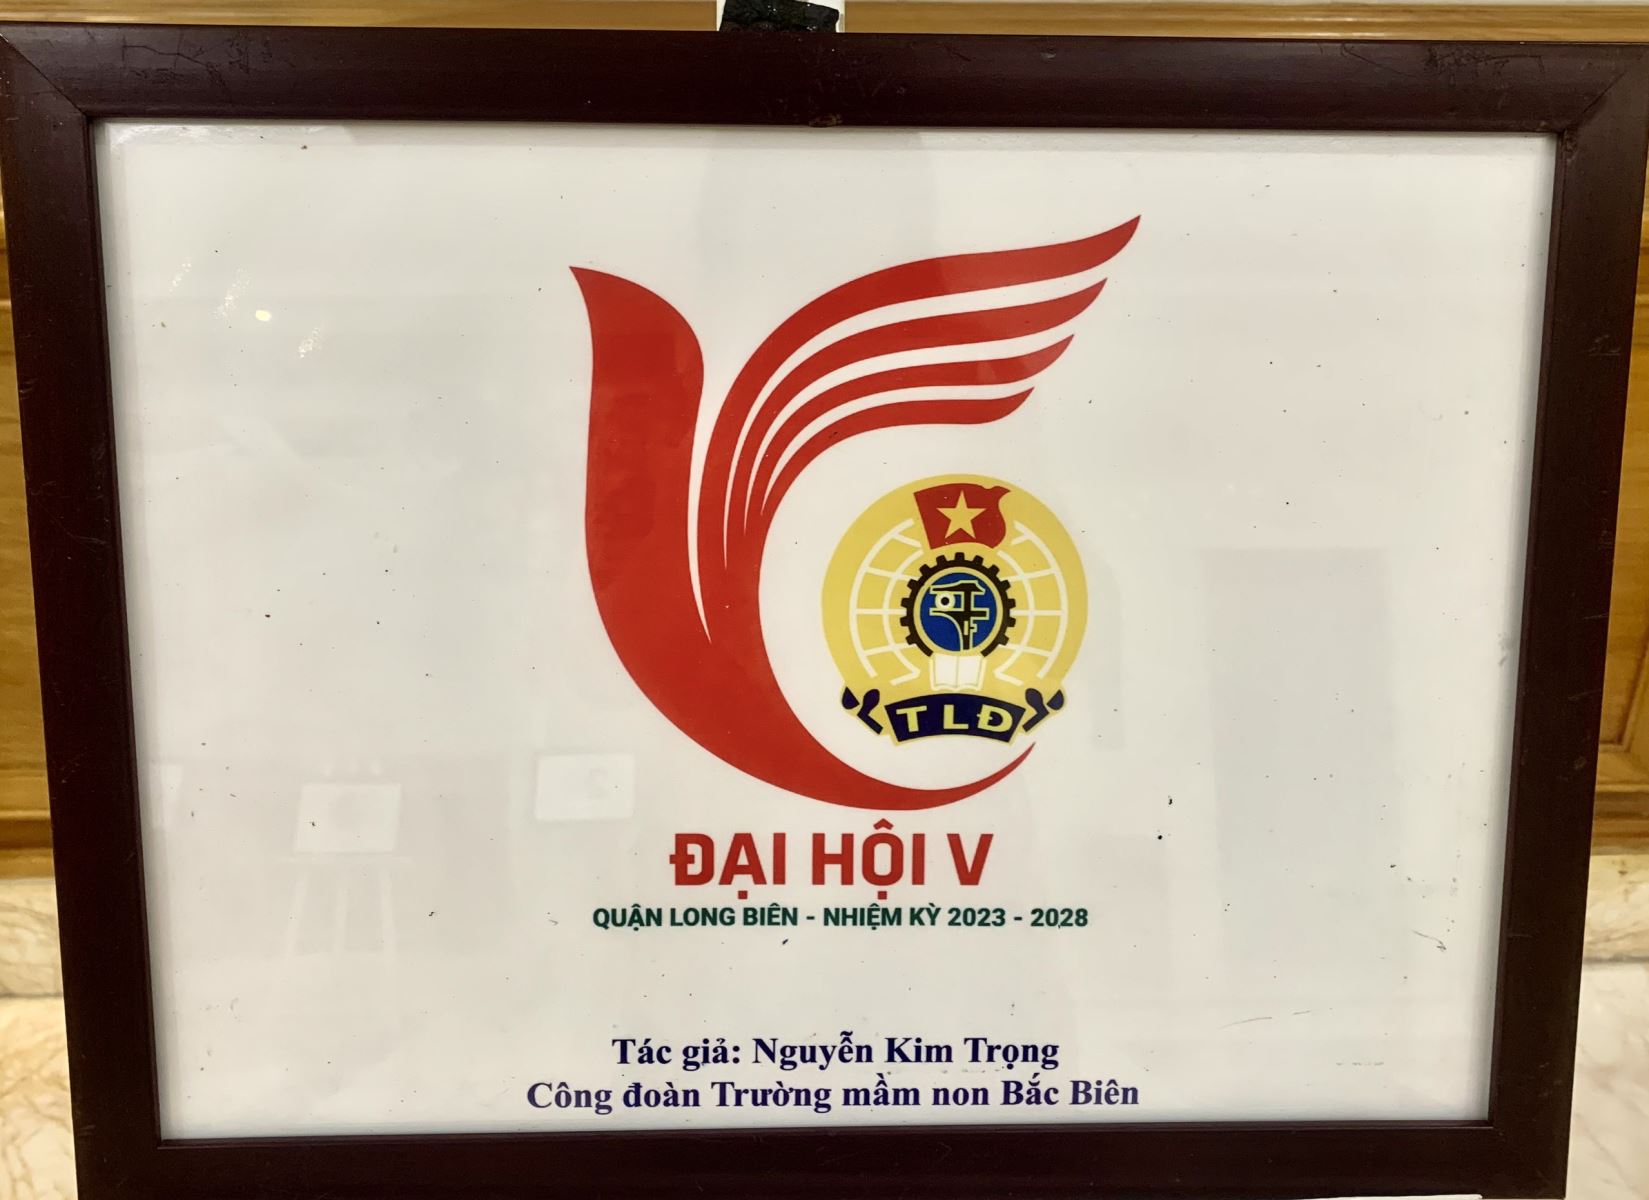 TLĐ
ĐẠI HỘI V
QUẬN LONG BIÊN - NHIỆM KỲ 2023 - 2028
Tác giả: Nguyễn Kim Trọng
Công đoàn Trường mầm non Bắc Biên